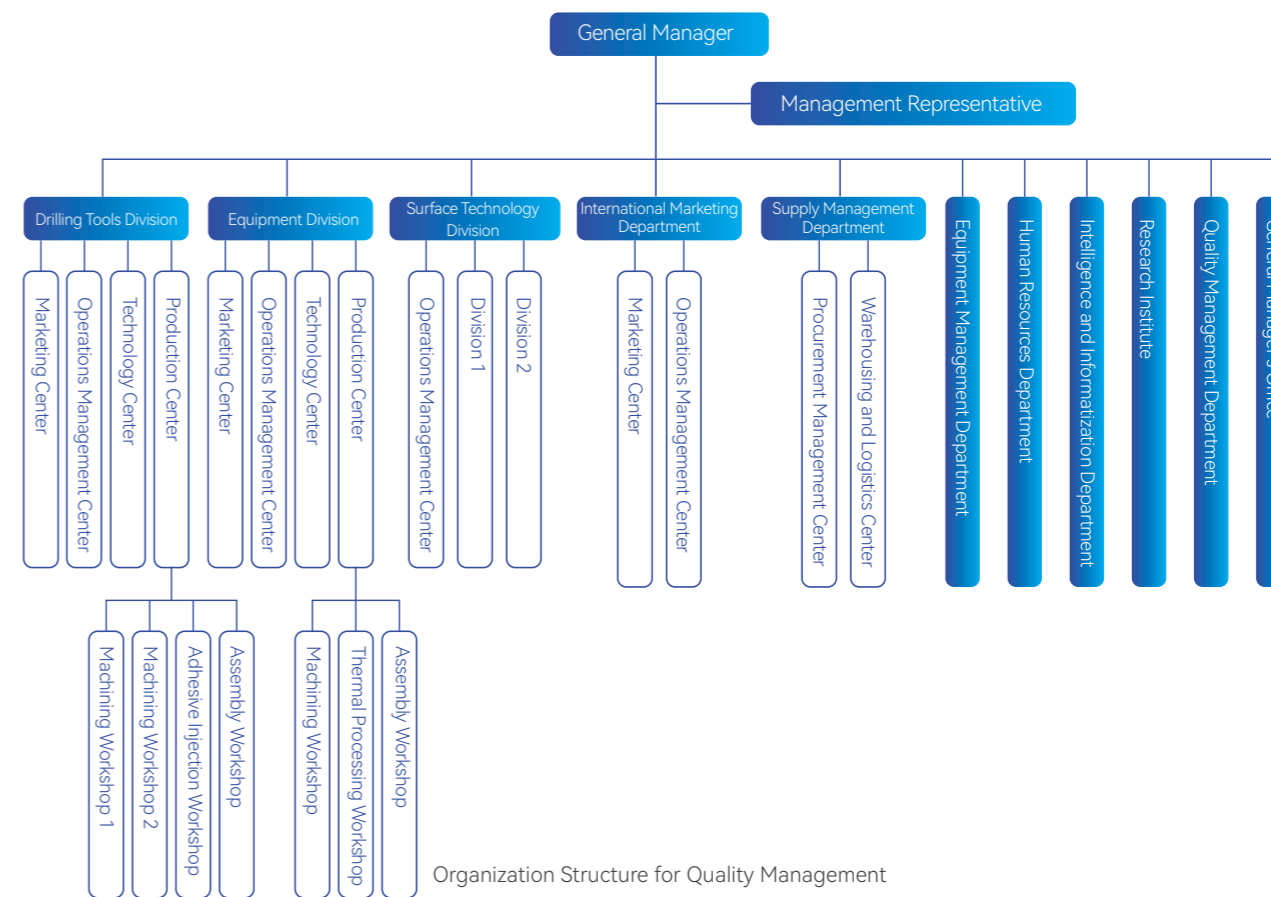 General Manager
Management Representative
Drilling Tools Division
Equipment Division
Surface Technology
Division
International Marketing
Department
Supply Management
Department
Equipment Management Department
Human Resources Department
Intelligence and Informatization Department
Research Institute
Quality Management Department
General Manager's Office
Marketing Center
Operations Management Center
Technology Center
Production Center
Marketing Center
Operations Management Center
Technology Center
Production Center
Operations Management Center
Division 1
Division 2
Marketing Center
Operations Management Center
Procurement Management Center
Warehousing and Logistics Center
Machining Workshop 1
Machining Workshop 2
Adhesive Injection Workshop
Assembly Workshop
Machining Workshop
Thermal Processing Workshop
Assembly Workshop
Organization Structure for Quality Management